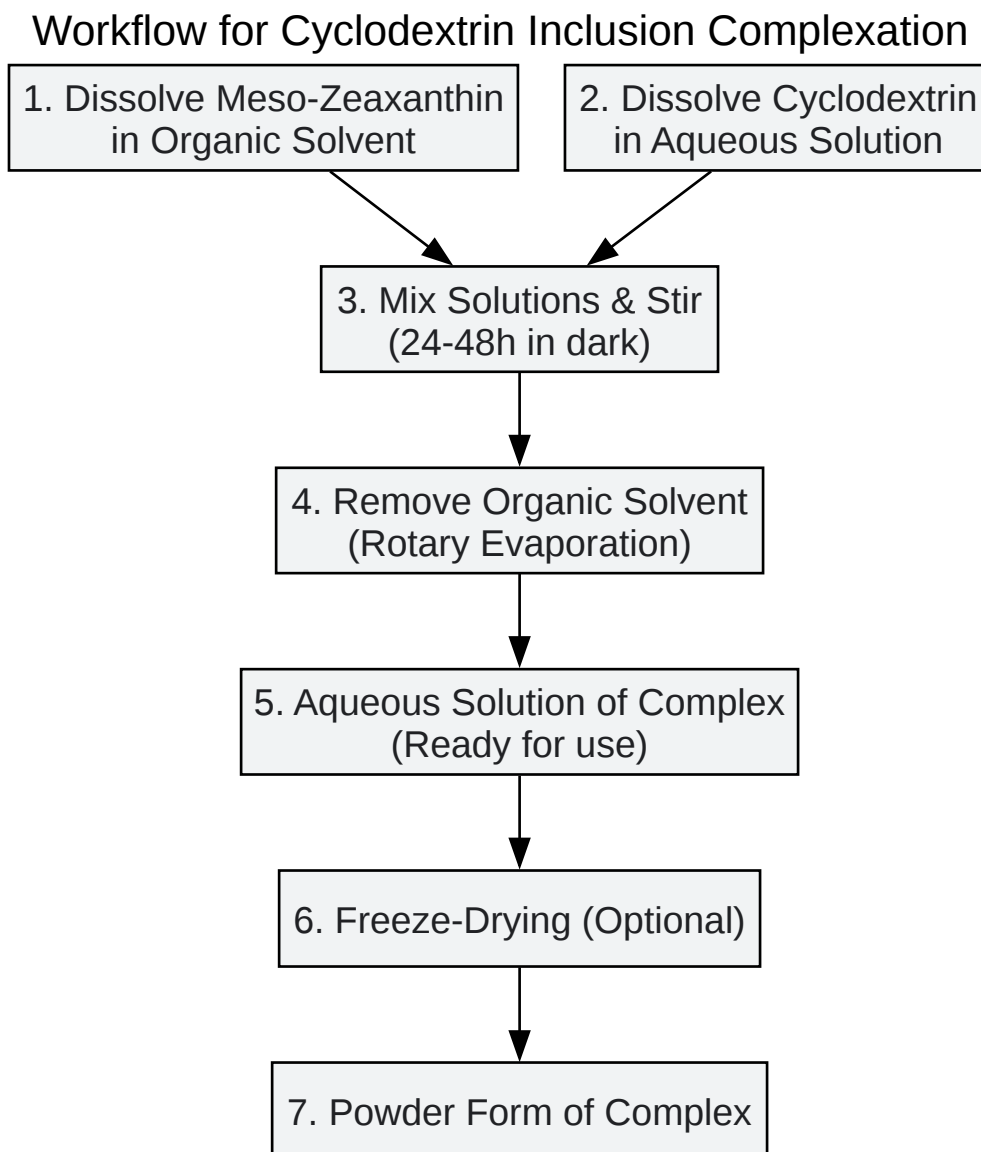 Workflow for Cyclodextrin Inclusion Complexation
1. Dissolve Meso-Zeaxanthin
in Organic Solvent
2. Dissolve Cyclodextrin
in Aqueous Solution
3. Mix Solutions & Stir
(24-48h in dark)
4. Remove Organic Solvent
(Rotary Evaporation)
5. Aqueous Solution of Complex
(Ready for use)
6. Freeze-Drying (Optional)
7. Powder Form of Complex